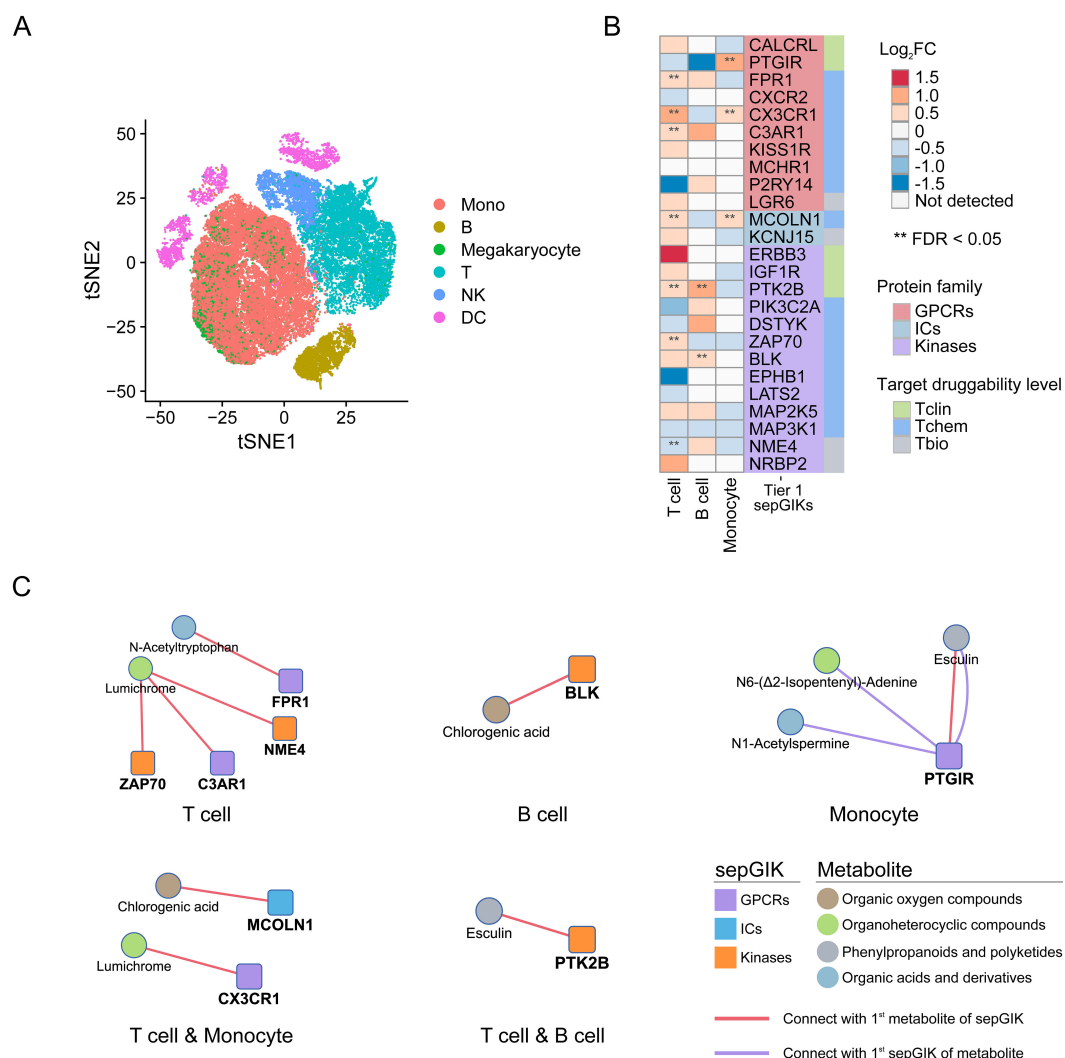 A
50
25
0
−25
−50
tSNE2
−50
−25
0
25
tSNE1
Mono
B
Megakaryocyte
T
NK
DC
B
CALCRL
** PTGIR
** FPR1
CXCR2
** ** CX3CR1
** C3AR1
KISS1R
MCHR1
P2RY14
LGR6
** ** MCOLN1
KCNJ15
ERBB3
IGF1R
** ** PTK2B
PIK3C2A
DSTYK
** ZAP70
** BLK
EPHB1
LATS2
MAP2K5
MAP3K1
** NME4
NRBP2
T cell
B cell
Monocyte
Tier 1
sepGIKs
Log2FC
1.5
1.0
0.5
0
-0.5
-1.0
-1.5
Not detected
** FDR < 0.05
Protein family
GPCRs
ICs
Kinases
Target druggability level
Tclin
Tchem
Tbio
C
N-Acetyltryptophan
Lumichrome
FPR1
NME4
ZAP70
C3AR1
T cell
BLK
Chlorogenic acid
B cell
Esculin
N6-(Δ2-Isopentenyl)-Adenine
N1-Acetylspermine
PTGIR
Monocyte
Chlorogenic acid
MCOLN1
Lumichrome
CX3CR1
T cell & Monocyte
Esculin
PTK2B
T cell & B cell
sepGIK
GPCRs
ICs
Kinases
Metabolite
Organic oxygen compounds
Organoheterocyclic compounds
Phenylpropanoids and polyketides
Organic acids and derivatives
Connect with 1st metabolite of sepGIK
Connect with 1st sepGIK of metabolite